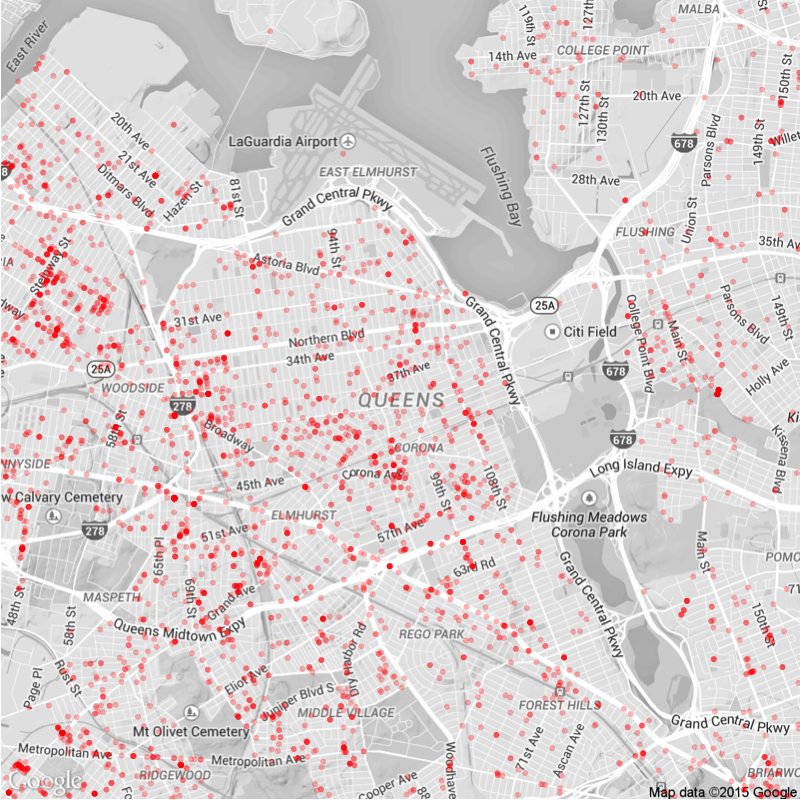 MALBA
East River
119th St
127th St
COLLEGE POINT
14th Ave
150th St
20th Ave
127th St
130th St
20th Ave
LaGuardia Airport
678
Parsons Blvd
149th St
21st Ave
Ditmars Blvd
Hazen St
81st St
EAST ELMHURST
Flushing Bay
28th Ave
Grand Central Pkwy
Union St
FLUSHING
35th Ave
94th St
Astoria Blvd
Steinway St
Grand Central Pkwy
25A
College Point Blvd
Main St
Parsons Blvd
149th St
31st Ave
Northern Blvd
Citi Field
34th Ave
25A
37th Ave
678
Holly Ave
WOODSIDE
QUEENS
278
58th St
Broadway
CORONA
678
Kissena Blvd
NNYSIDE
Long Island Expy
Corona Ave
99th St
108th St
45th Ave
w Calvary Cemetery
ELMHURST
Flushing Meadows
Corona Park
278
51st Ave
57th Ave
65th Pl
69th St
Main St
POMO
63rd Rd
Grand Ave
Grand Central Pkwy
48th St
MASPETH
58th St
Queens Midtown Expy
REGO PARK
150th St
Dry Harbor Rd
Rust St
Page Pl
Eliot Ave
Juniper Blvd S
MIDDLE VILLAGE
FOREST HILLS
Mt Olivet Cemetery
Grand Central Pkwy
71st Ave
Ascan Ave
Metropolitan Ave
Metropolitan Ave
Woodhave
RIDGEWOOD
Cooper Ave
88
BRIARWO
Google
Map data ©2015 Google